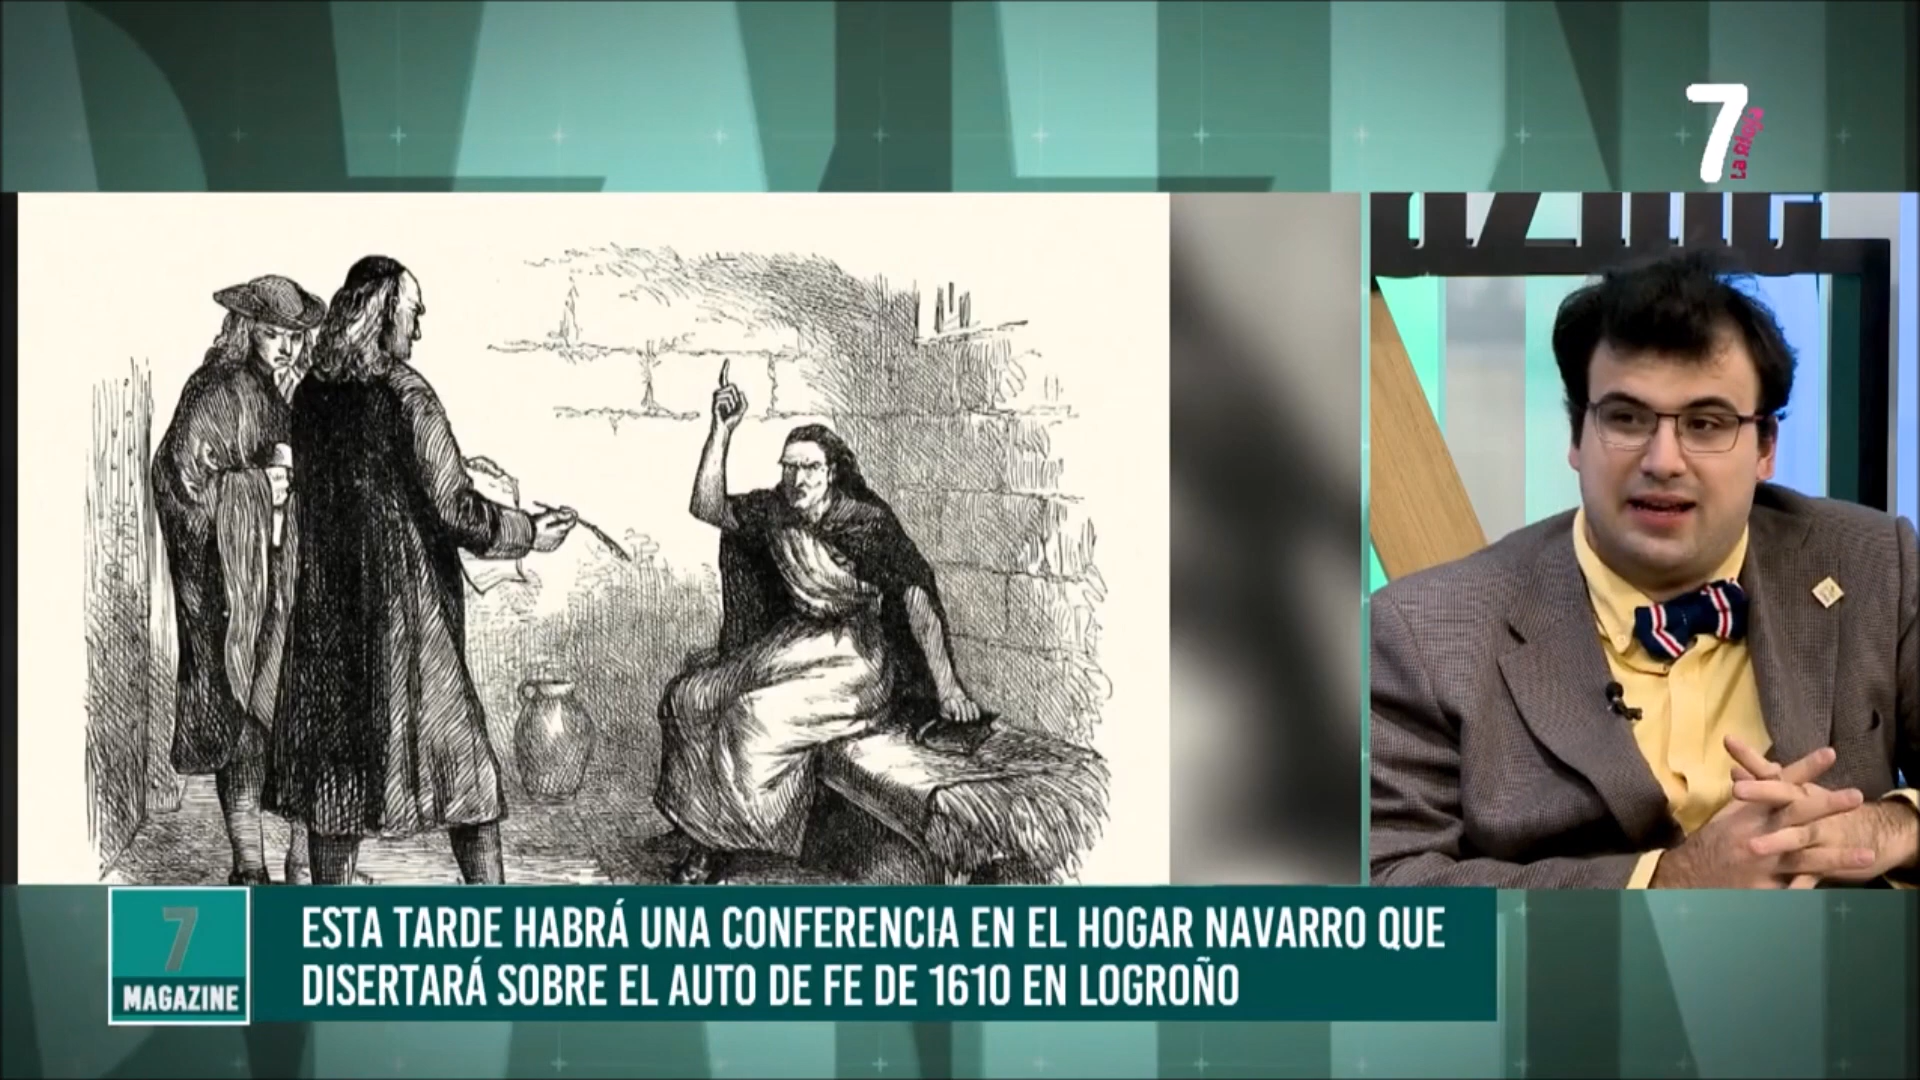 7
La Rioja
azine
7
MAGAZINE
ESTA TARDE HABRÁ UNA CONFERENCIA EN EL HOGAR NAVARRO QUE
DISERTARÁ SOBRE EL AUTO DE FE DE 1610 EN LOGROÑO